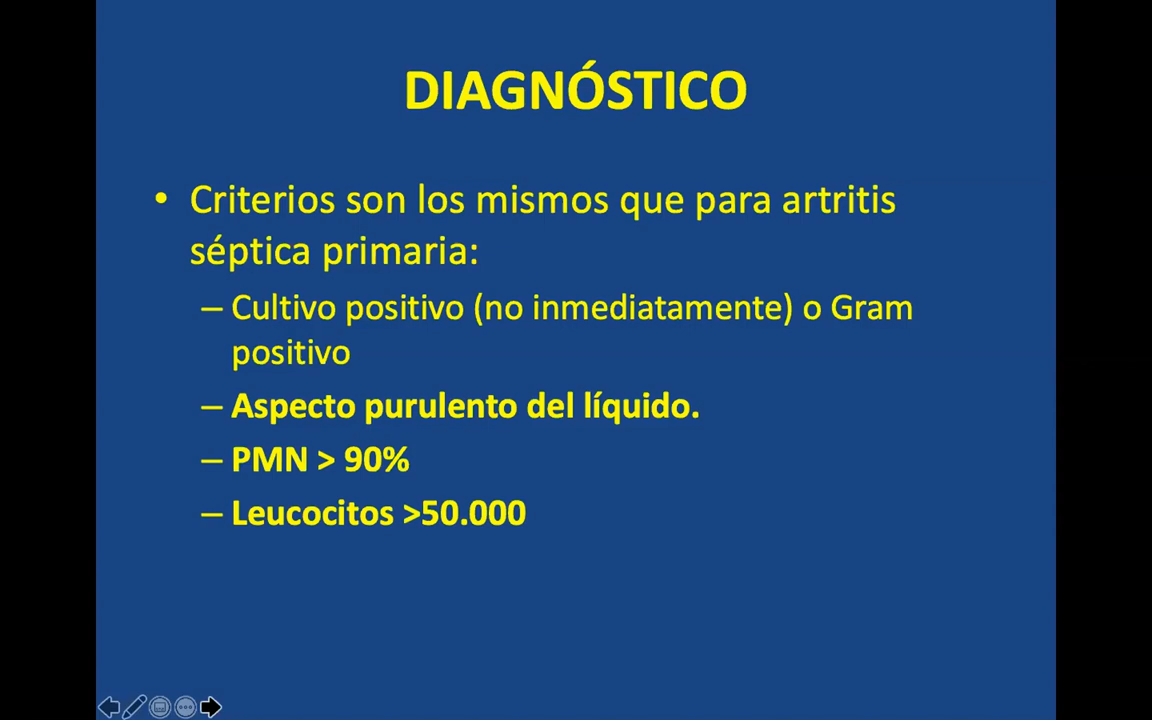 DIAGNÓSTICO
• Criterios son los mismos que para artritis
séptica primaria:
– Cultivo positivo (no inmediatamente) o Gram
positivo
– Aspecto purulento del líquido.
– PMN > 90%
– Leucocitos >50.000